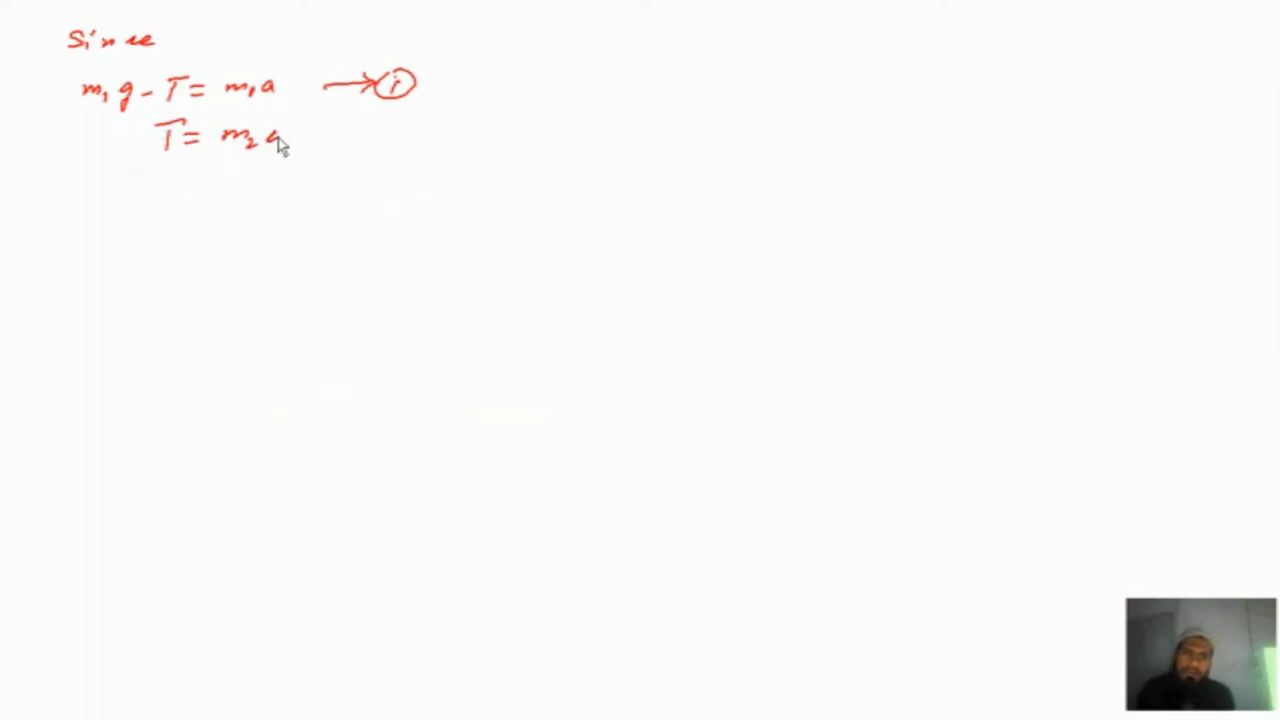 Since
m₁g - T = m₁a → (i)
T = m₂a